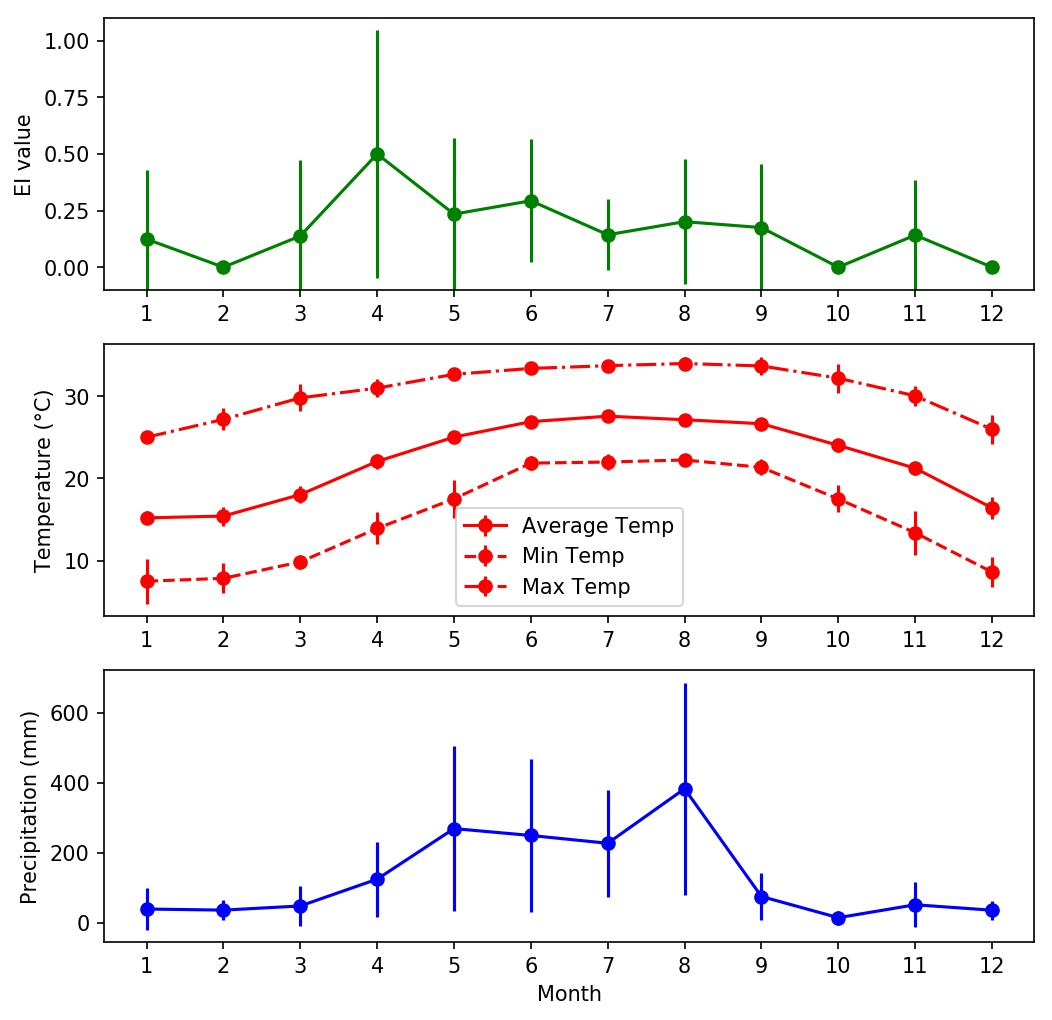 EI value
1.00
0.75
0.50
0.25
0.00
1 2 3 4 5 6 7 8 9 10 11 12
Temperature (°C)
30
20
10
Average Temp
Min Temp
Max Temp
1 2 3 4 5 6 7 8 9 10 11 12
Precipitation (mm)
600
400
200
0
1 2 3 4 5 6 7 8 9 10 11 12
Month